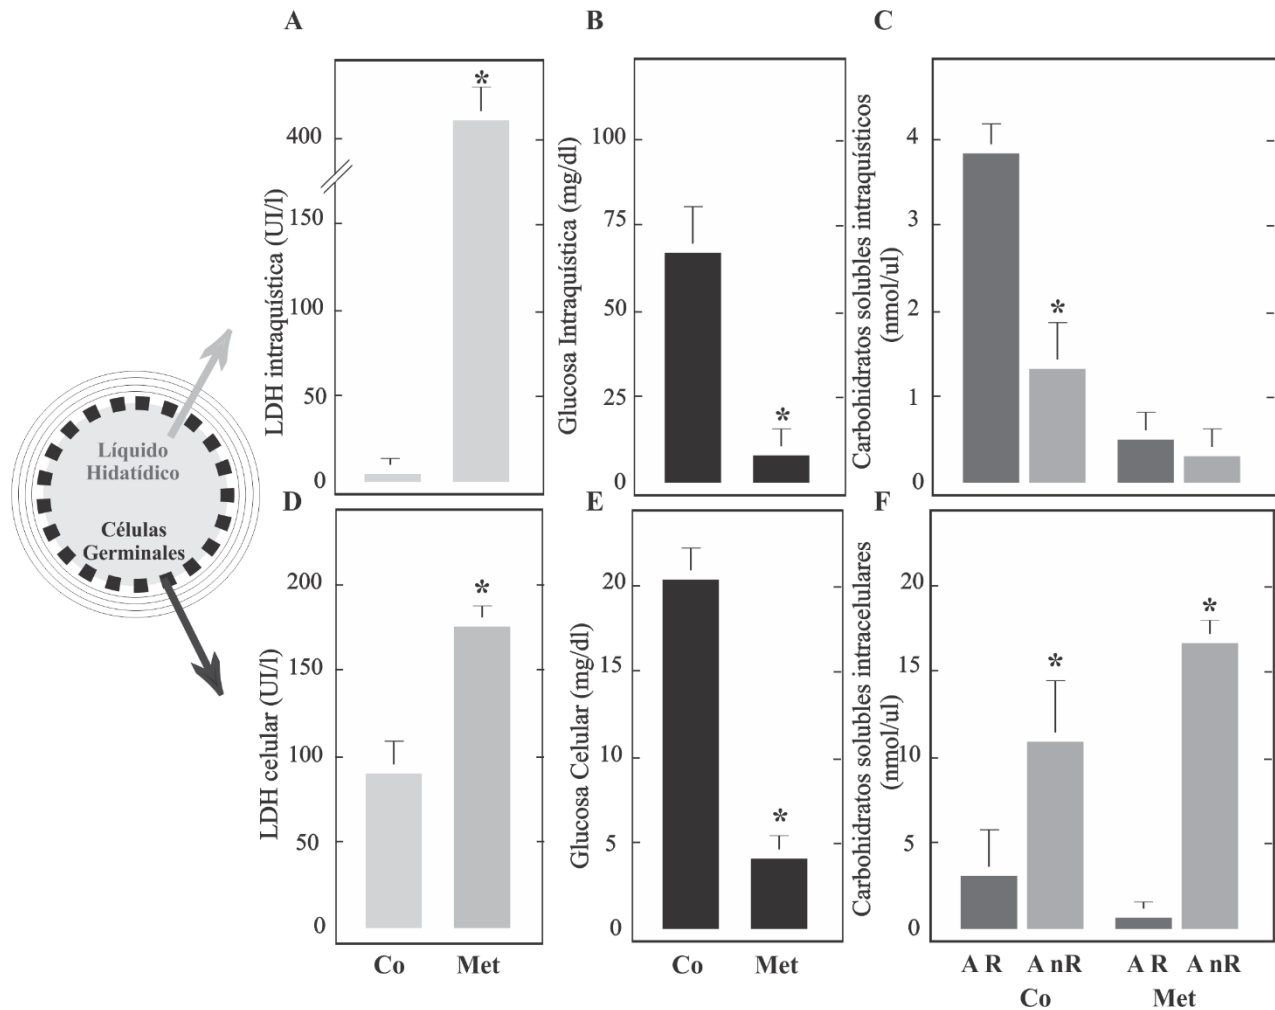 A
B
C
LDH intraquística (UI/l)
400
150
100
50
0
*
Glucosa Intraquística (mg/dl)
100
75
50
25
0
*
Carbohidratos solubles intraquísticos
(nmol/ul)
4
3
2
1
0
*
Líquido
Hidatídico
Células
Germinales
D
E
F
LDH celular (UI/l)
200
150
100
50
0
*
Co
Met
Glucosa Celular (mg/dl)
20
15
10
5
0
*
Co
Met
Carbohidratos solubles intracelulares
(nmol/ul)
20
15
10
5
0
*
*
A R
A nR
A R
A nR
Co
Met